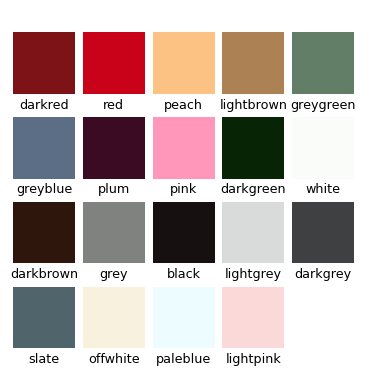 darkred red peach lightbrown greygreen
greyblue plum pink darkgreen white
darkbrown grey black lightgrey darkgrey
slate offwhite paleblue lightpink